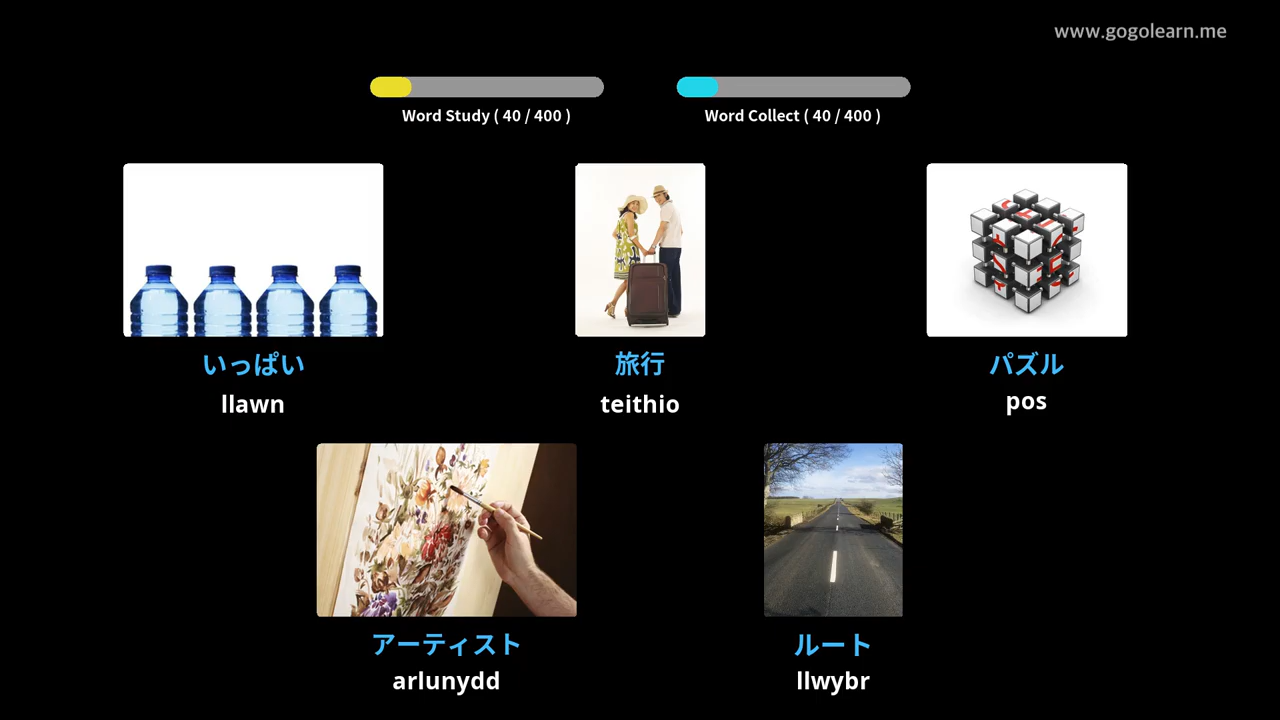 www.gogolearn.me
Word Study ( 40 / 400 )
Word Collect ( 40 / 400 )
いっぱい
llawn
旅行
teithio
パズル
pos
アーティスト
arlunydd
ルート
llwybr